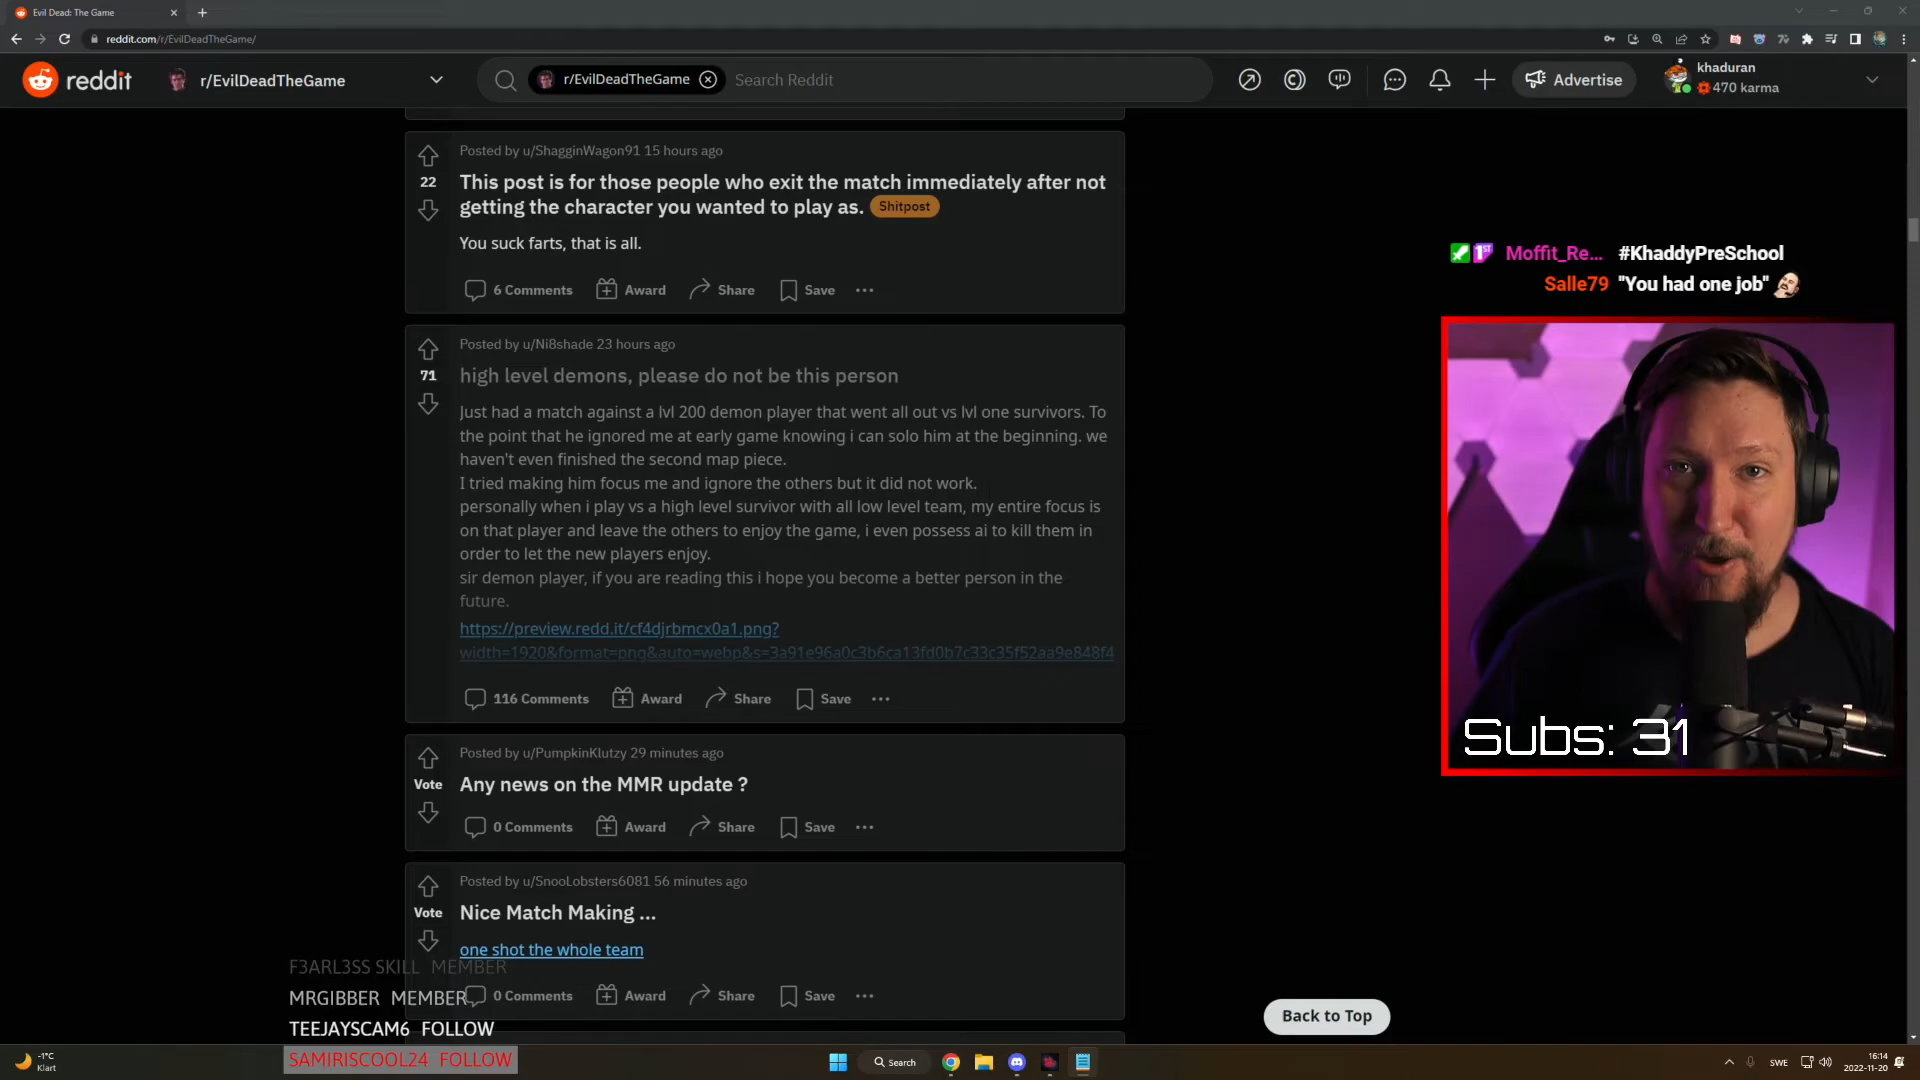 Evil Dead: The Game
reddit.com/r/EvilDeadTheGame/
reddit
r/EvilDeadTheGame
r/EvilDeadTheGame
Search Reddit
Advertise
khaduran
470 karma
Posted by u/ShagginWagon91 15 hours ago
22
This post is for those people who exit the match immediately after not
getting the character you wanted to play as. Shitpost
You suck farts, that is all.
6 Comments Award Share Save
Posted by u/Ni8shade 23 hours ago
71
high level demons, please do not be this person
Just had a match against a lvl 200 demon player that went all out vs lvl one survivors. To
the point that he ignored me at early game knowing i can solo him at the beginning. we
haven't even finished the second map piece.
I tried making him focus me and ignore the others but it did not work.
personally when i play vs a high level survivor with all low level team, my entire focus is
on that player and leave the others to enjoy the game, i even possess ai to kill them in
order to let the new players enjoy.
sir demon player, if you are reading this i hope you become a better person in the
future.
https://preview.redd.it/cf4djrbmcx0a1.png?
width=1920&format=png&auto=webp&s=3a91e96a0c3b6ca13fd0b7c33c35f52aa9e848f4
116 Comments Award Share Save
Posted by u/PumpkinKlutzy 29 minutes ago
Vote
Any news on the MMR update ?
0 Comments Award Share Save
Posted by u/SnooLobsters6081 56 minutes ago
Vote
Nice Match Making ...
one shot the whole team
0 Comments Award Share Save
Back to Top
1ST Moffit_Re... #KhaddyPreSchool
Salle79 "You had one job"
Subs: 31
F3ARL3SS SKILL MEMBER
MRGIBBER MEMBER
TEEJAYSCAM6 FOLLOW
SAMIRISCOOL24 FOLLOW
-1°C
Klart
Search
SWE
16:14
2022-11-20